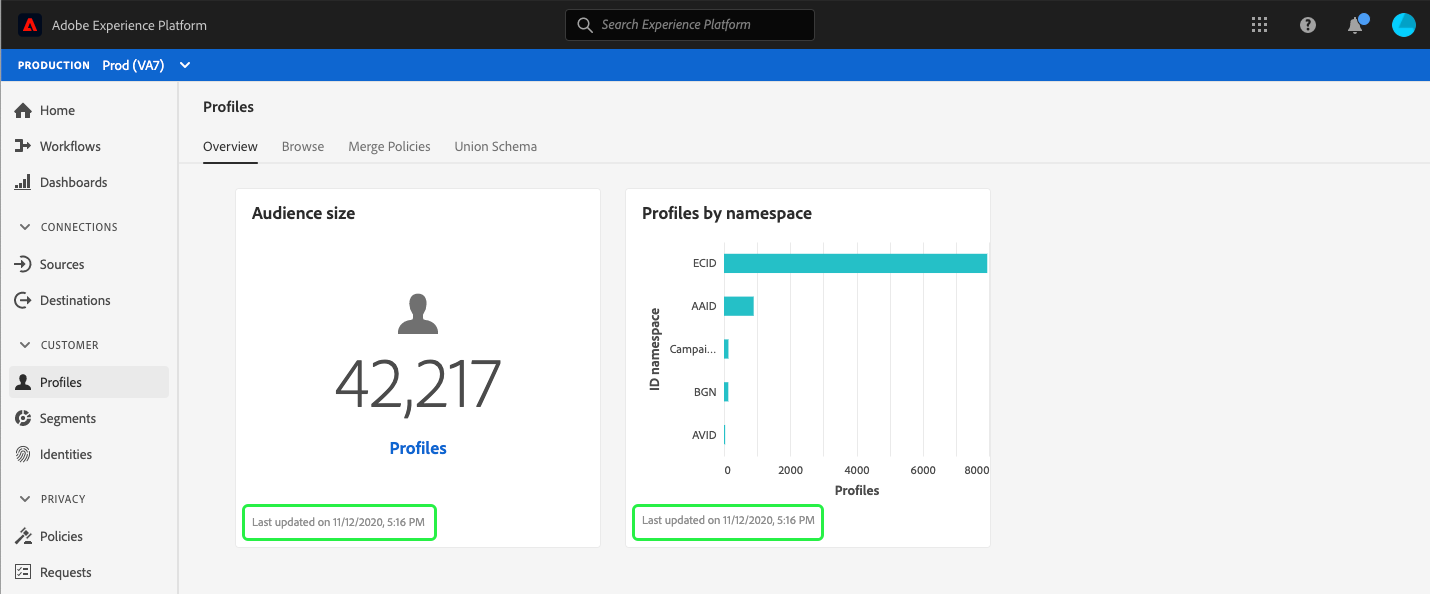 Adobe Experience Platform
Search Experience Platform
PRODUCTION Prod (VA7)
Home
Workflows
Dashboards
CONNECTIONS
Sources
Destinations
CUSTOMER
Profiles
Segments
Identities
PRIVACY
Policies
Requests
Profiles
Overview Browse Merge Policies Union Schema
Audience size
42,217
Profiles
Last updated on 11/12/2020, 5:16 PM
Profiles by namespace
ID namespace
ECID
AAID
Campai...
BGN
AVID
0 2000 4000 6000 8000
Profiles
Last updated on 11/12/2020, 5:16 PM